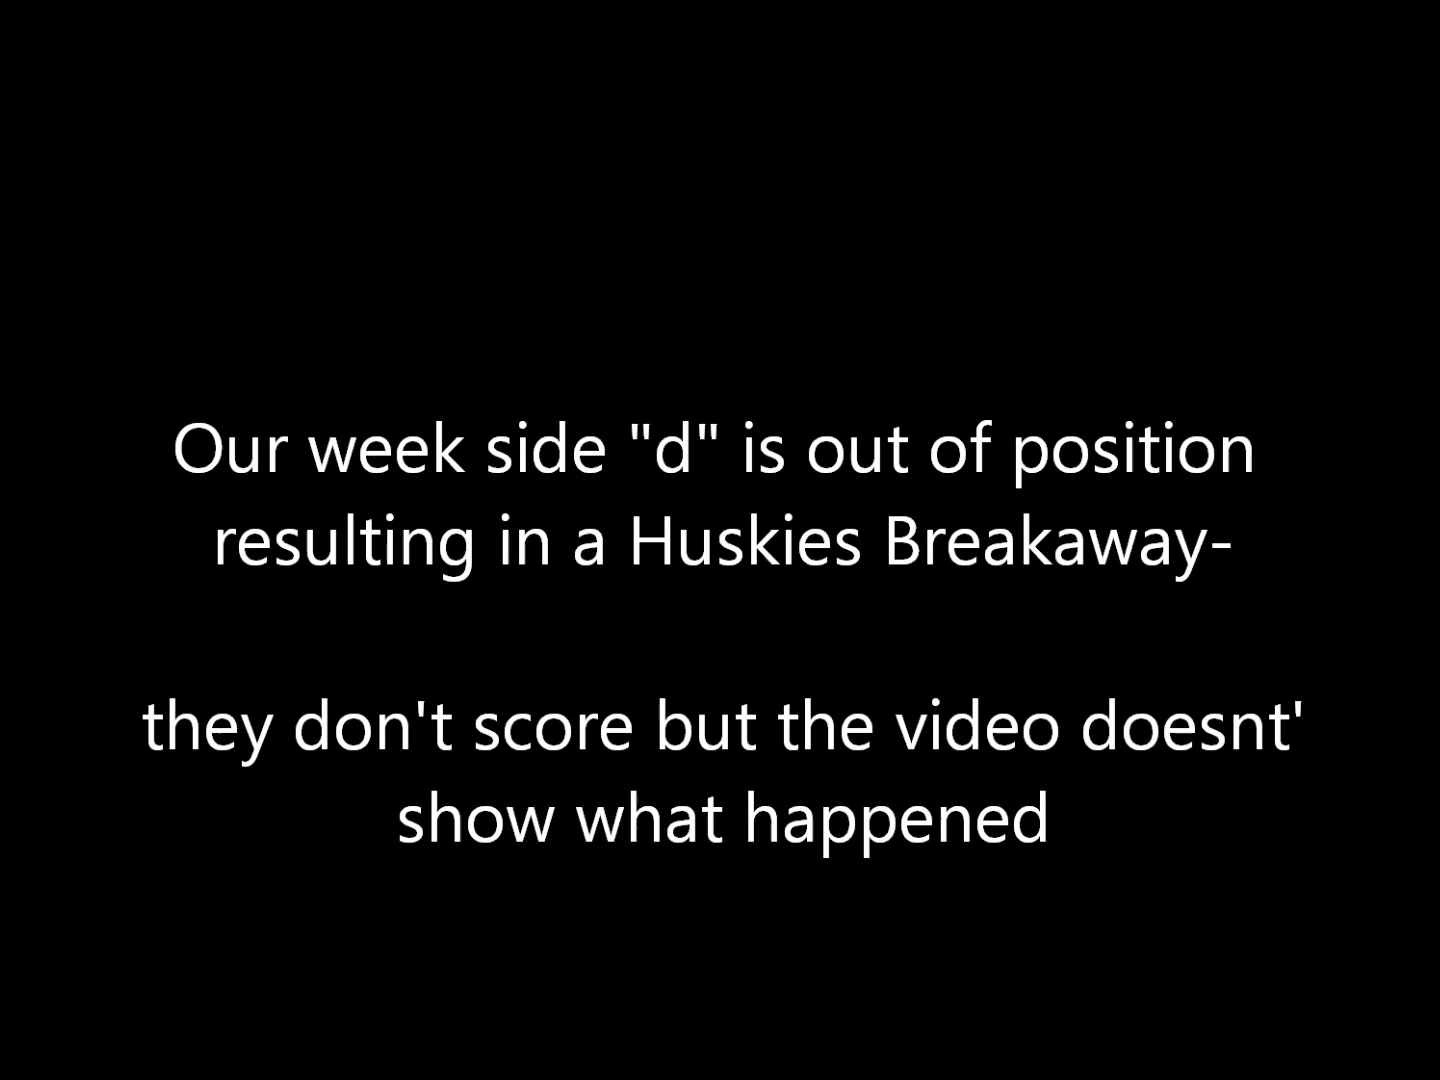 Our week side "d" is out of position
resulting in a Huskies Breakaway-
they don't score but the video doesnt'
show what happened